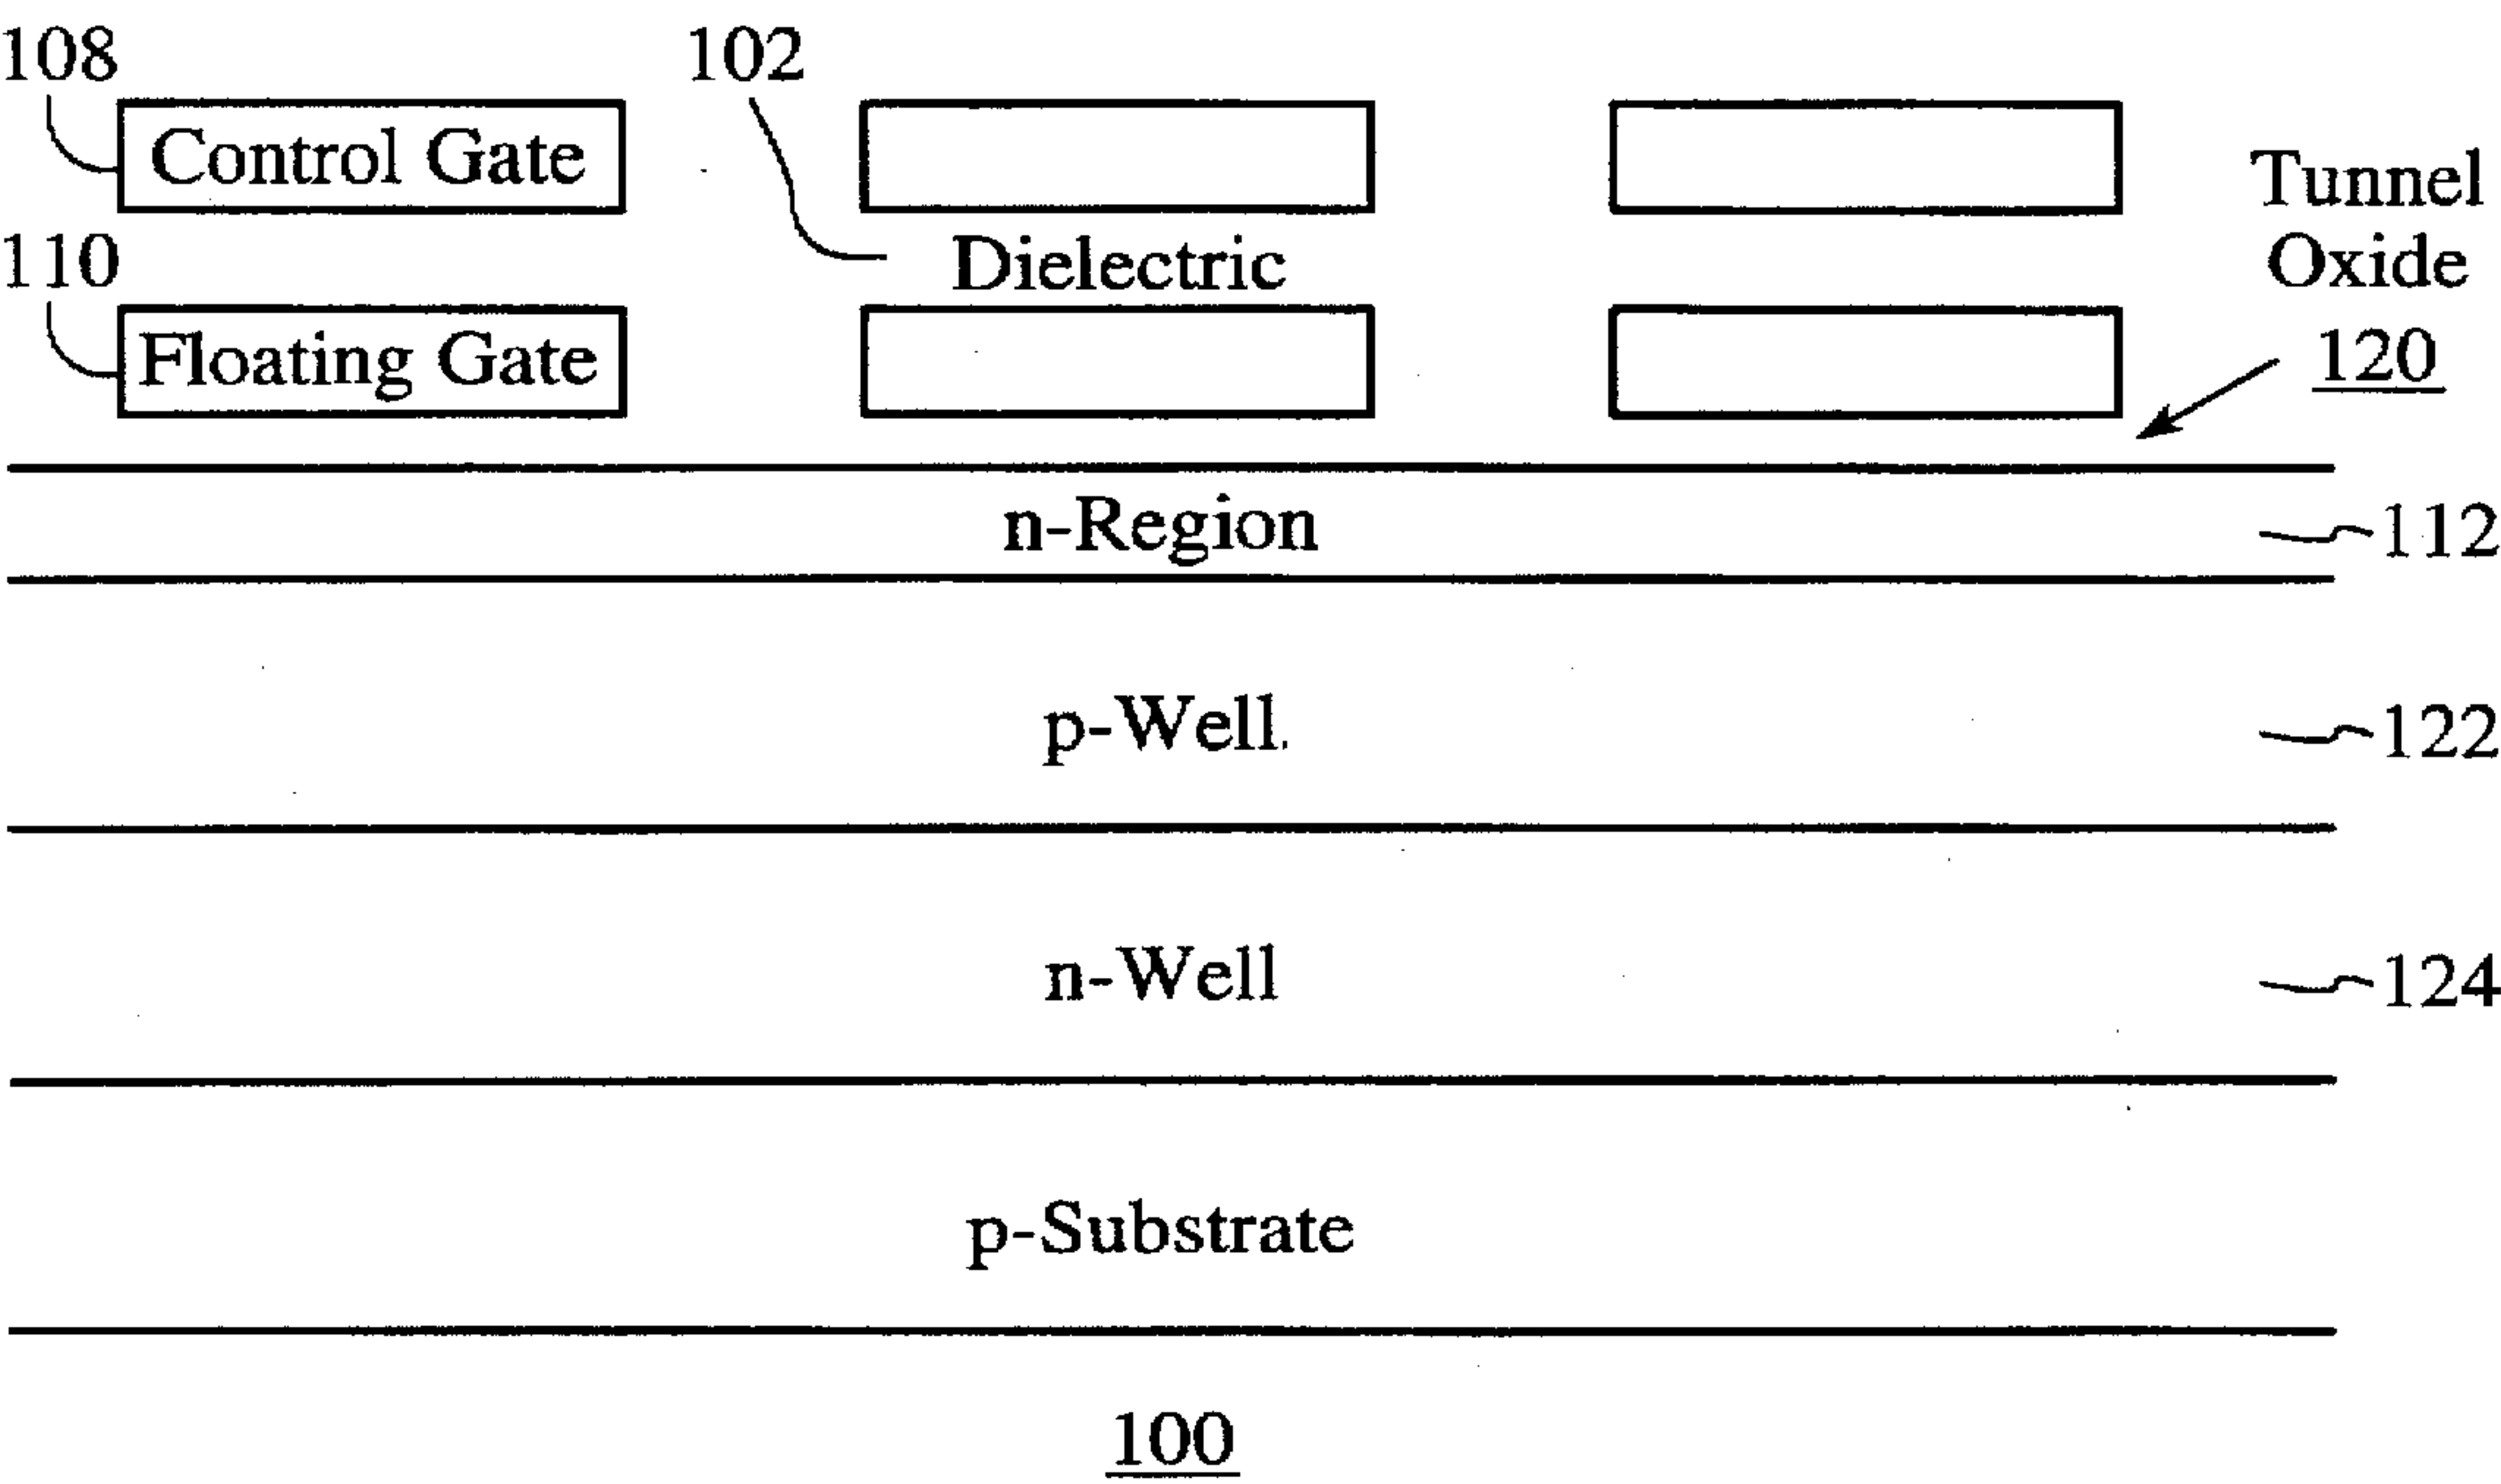 108
102
Control Gate
Tunnel
Oxide
110
Dielectric
Floating Gate
120
n-Region
112
p-Well
122
n-Well
124
p-Substrate
100